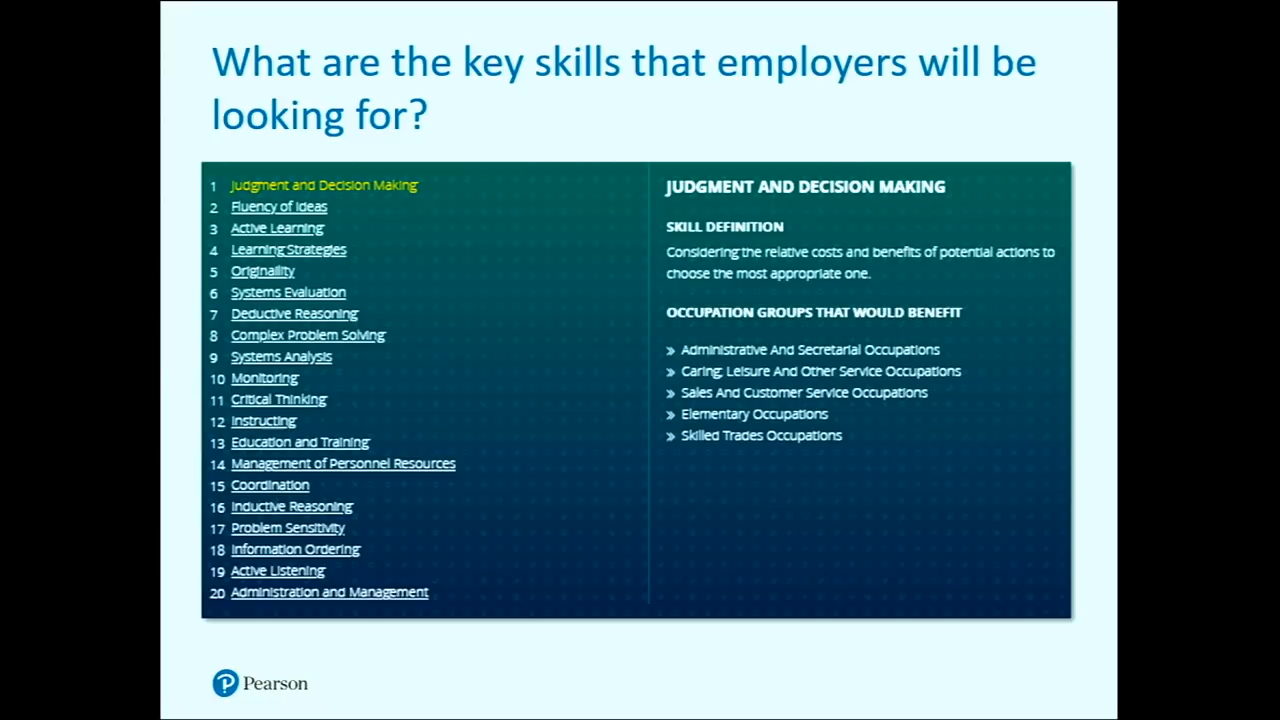 What are the key skills that employers will be
looking for?
1 Judgment and Decision Making
2 Fluency of Ideas
3 Active Learning
4 Learning Strategies
5 Originality
6 Systems Evaluation
7 Deductive Reasoning
8 Complex Problem Solving
9 Systems Analysis
10 Monitoring
11 Critical Thinking
12 Instructing
13 Education and Training
14 Management of Personnel Resources
15 Coordination
16 Inductive Reasoning
17 Problem Sensitivity
18 Information Ordering
19 Active Listening
20 Administration and Management
JUDGMENT AND DECISION MAKING
SKILL DEFINITION
Considering the relative costs and benefits of potential actions to
choose the most appropriate one.
OCCUPATION GROUPS THAT WOULD BENEFIT
» Administrative And Secretarial Occupations
» Caring, Leisure And Other Service Occupations
» Sales And Customer Service Occupations
» Elementary Occupations
» Skilled Trades Occupations
P Pearson